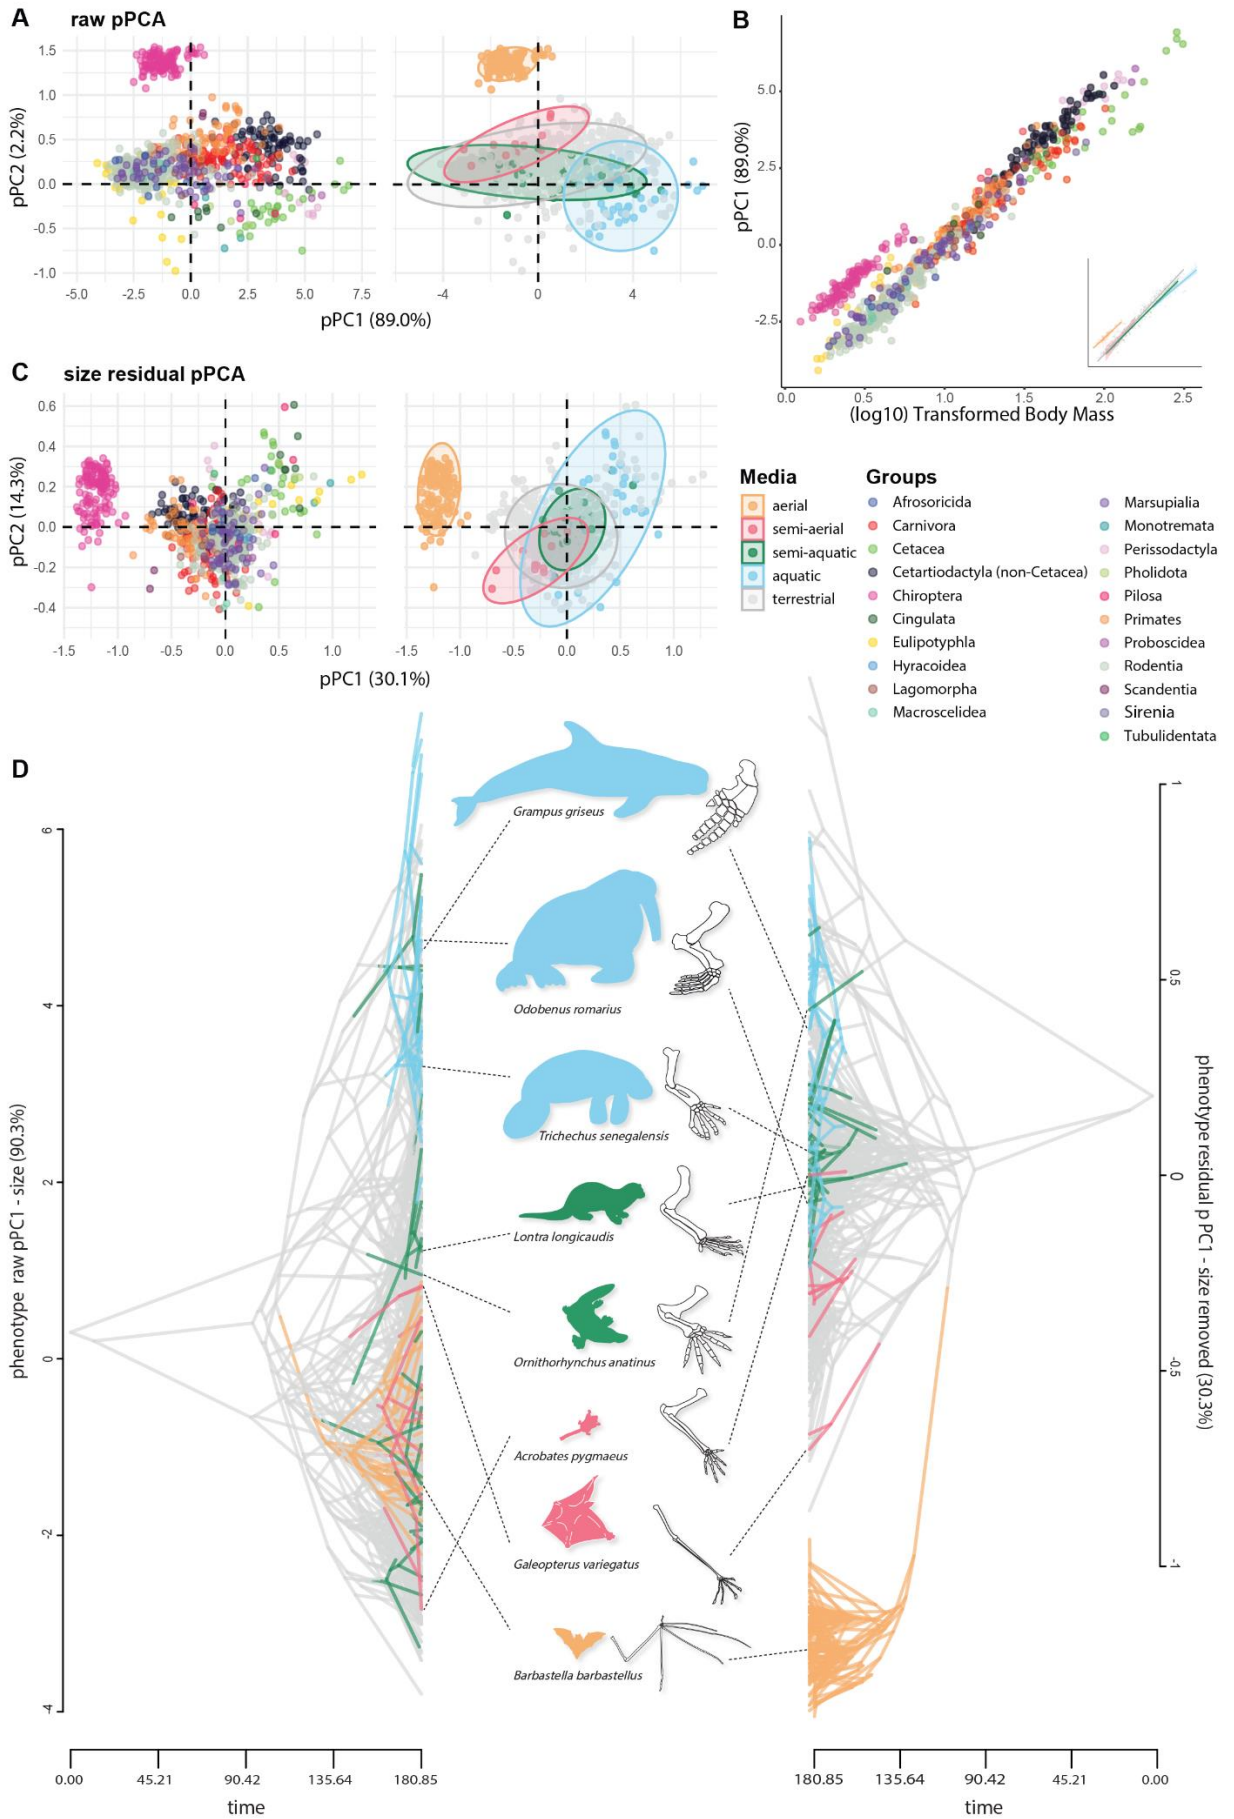 A raw pPCA
1.5
1.0
0.5
0.0
-0.5
-1.0
pPC2 (2.2%)
-5.0 -2.5 0.0 2.5 5.0 7.5
-4 0 4
pPC1 (89.0%)
B
5.0
2.5
0.0
-2.5
pPC1 (89.0%)
0.0 0.5 1.0 1.5 2.0 2.5
(log10) Transformed Body Mass
C size residual pPCA
0.6
0.4
0.2
0.0
-0.2
-0.4
pPC2 (14.3%)
-1.5 -1.0 -0.5 0.0 0.5 1.0
-1.5 -1.0 -0.5 0.0 0.5 1.0
pPC1 (30.1%)
Media
aerial
semi-aerial
semi-aquatic
aquatic
terrestrial
Groups
Afrosoricida
Carnivora
Cetacea
Cetartiodactyla (non-Cetacea)
Chiroptera
Cingulata
Eulipotyphla
Hyracoidea
Lagomorpha
Macroscelidea
Marsupialia
Monotremata
Perissodactyla
Pholidota
Pilosa
Primates
Proboscidea
Rodentia
Scandentia
Sirenia
Tubulidentata
D
6
4
2
0
-2
-4
phenotype raw pPC1 - size (90.3%)
Grampus griseus
Odobenus romarius
Trichechus senegalensis
Lontra longicaudis
Ornithorhynchus anatinus
Acrobates pygmaeus
Galeopterus variegatus
Barbastella barbastellus
1
0.5
0
-0.5
-1
phenotype residual p PC1 - size removed (30.3%)
0.00 45.21 90.42 135.64 180.85
time
180.85 135.64 90.42 45.21 0.00
time